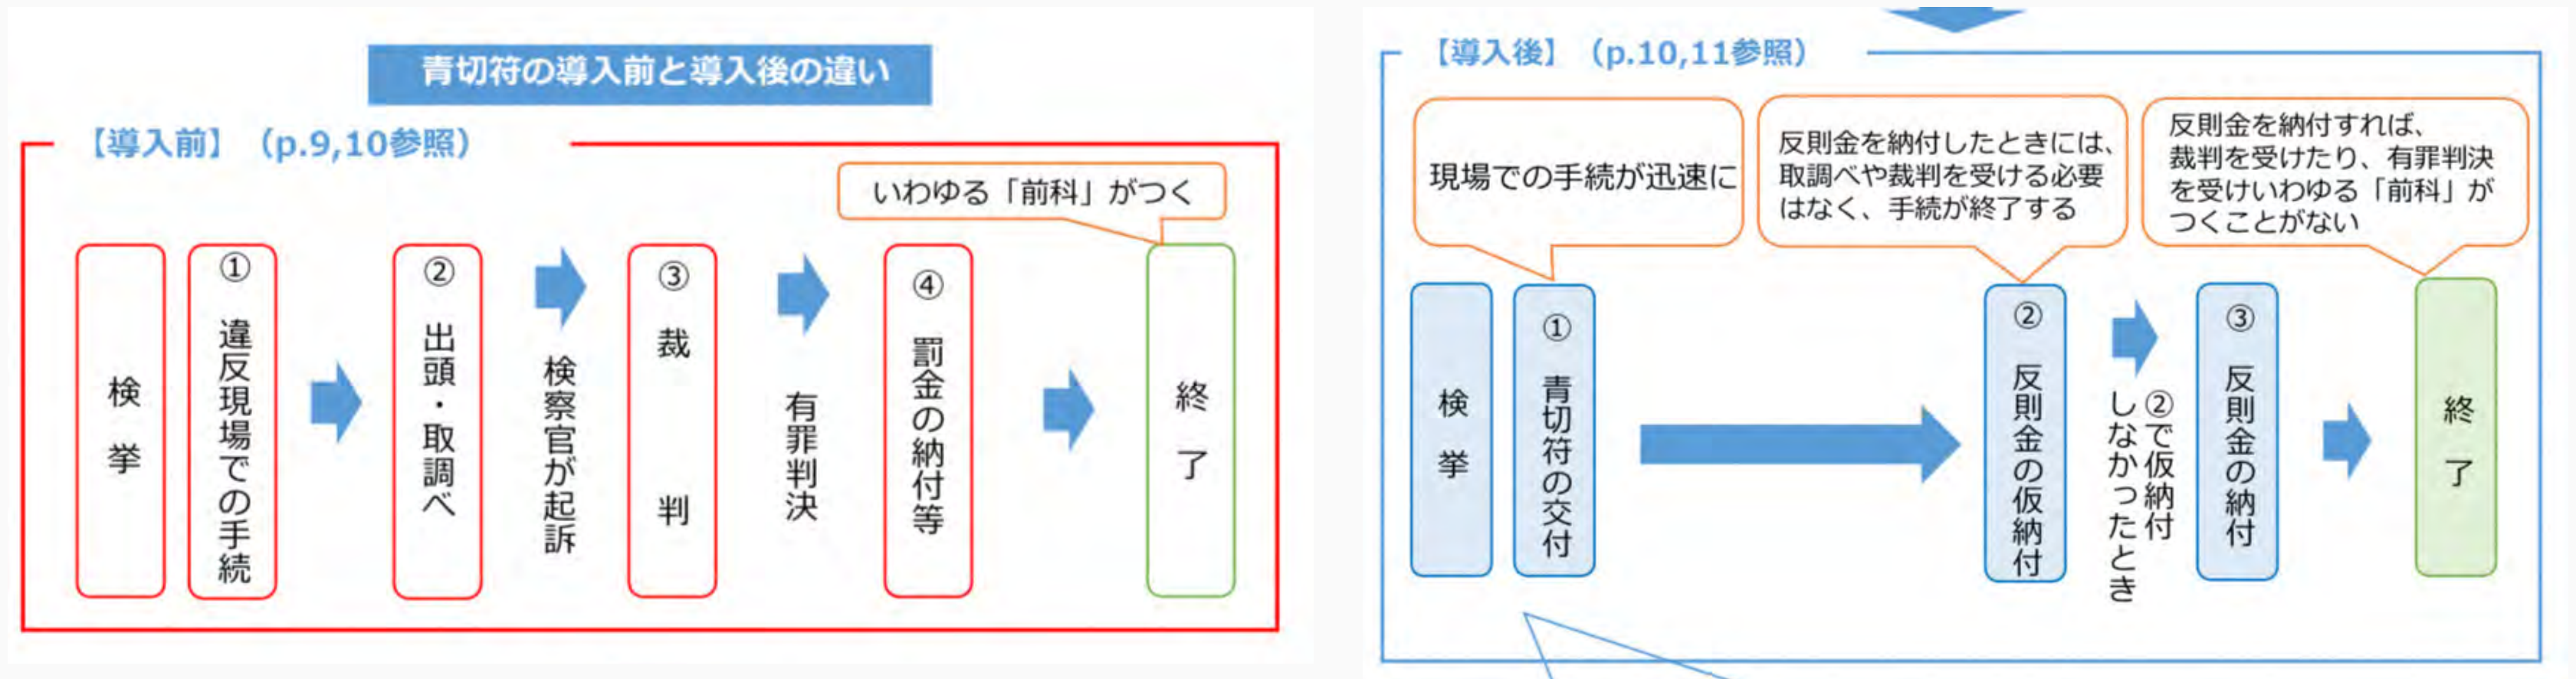 青切符の導入前と導入後の違い
【導入前】（p.9,10参照）
いわゆる「前科」がつく
検挙
① 違反現場での手続
② 出頭・取調べ
検察官が起訴
③ 裁判
有罪判決
④ 罰金の納付等
終了
【導入後】（p.10,11参照）
現場での手続が迅速に
反則金を納付したときには、
取調べや裁判を受ける必要
はなく、手続が終了する
反則金を納付すれば、
裁判を受けたり、有罪判決
を受けいわゆる「前科」が
つくことがない
検挙
① 青切符の交付
② 反則金の仮納付
②で仮納付
しなかったとき
③ 反則金の納付
終了